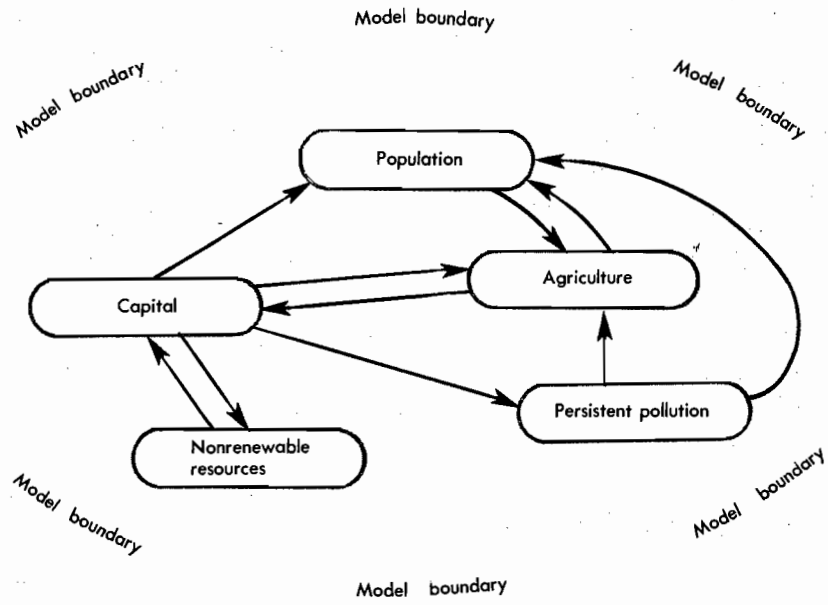 Model boundary
Model boundary
Model boundary
Population
Agriculture
Capital
Persistent pollution
Nonrenewable
resources
Model boundary
Model boundary
Model boundary